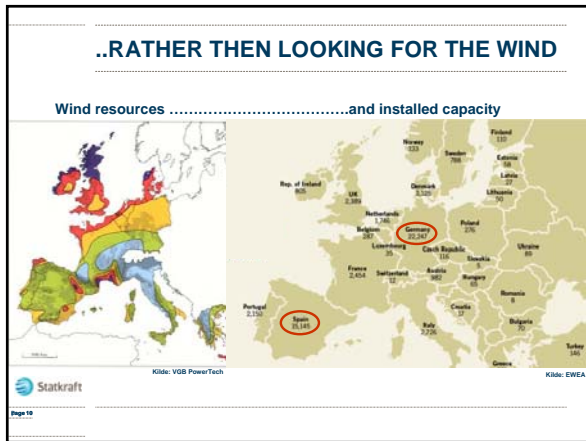 ..RATHER THEN LOOKING FOR THE WIND
Wind resources ……………………………..and installed capacity
Finland
110
Norway
333
Sweden
788
Estonia
58
Latvia
27
Rep. of Ireland
805
Denmark
3,125
Lithuania
50
UK
2,389
Netherlands
1,746
Belgium
287
Germany
22,247
Poland
276
Luxembourg
35
Czech Republic
116
Ukraine
89
Slovakia
5
France
2,454
Switzerland
12
Austria
982
Hungary
65
Romania
8
Croatia
17
Portugal
2,150
Spain
15,145
Italy
2,726
Bulgaria
70
Turkey
146
Greece
Kilde: VGB PowerTech
Kilde: EWEA
Statkraft
page 10